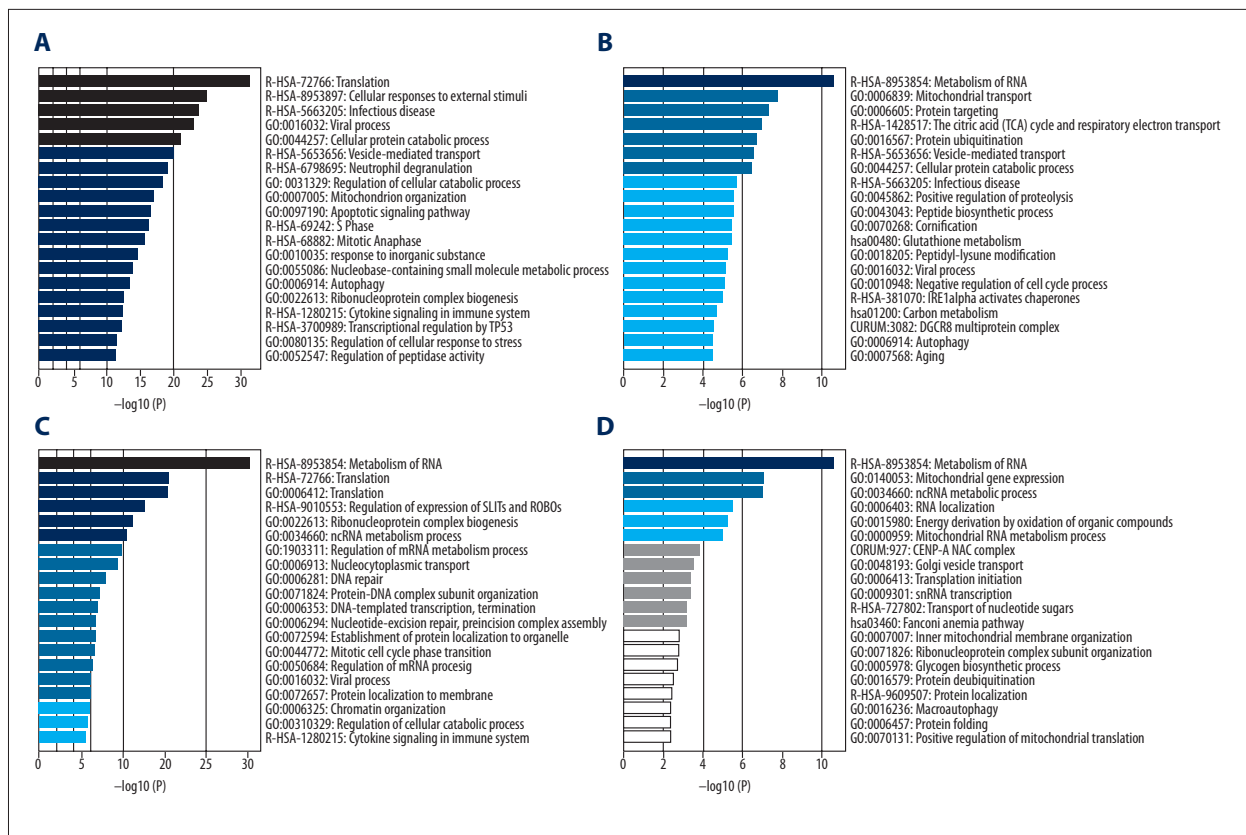 A
R-HSA-72766: Translation
R-HSA-8953897: Cellular responses to external stimuli
R-HSA-5663205: Infectious disease
GO:0016032: Viral process
GO:0044257: Cellular protein catabolic process
R-HSA-5653656: Vesicle-mediated transport
R-HSA-6798695: Neutrophil degranulation
GO: 0031329: Regulation of cellular catabolic process
GO:0007005: Mitochondrion organization
GO:0097190: Apoptotic signaling pathway
R-HSA-69242: S Phase
R-HSA-68882: Mitotic Anaphase
GO:0010035: response to inorganic substance
GO:0055086: Nucleobase-containing small molecule metabolic process
GO:0006914: Autophagy
GO:0022613: Ribonucleoprotein complex biogenesis
R-HSA-1280215: Cytokine signaling in immune system
R-HSA-3700989: Transcriptional regulation by TP53
GO:0080135: Regulation of cellular response to stress
GO:0052547: Regulation of peptidase activity
0 5 10 15 20 25 30
–log10 (P)
B
R-HSA-8953854: Metabolism of RNA
GO:0006839: Mitochondrial transport
GO:0006605: Protein targeting
R-HSA-1428517: The citric acid (TCA) cycle and respiratory electron transport
GO:0016567: Protein ubiquitination
R-HSA-5653656: Vesicle-mediated transport
GO:0044257: Cellular protein catabolic process
R-HSA-5663205: Infectious disease
GO:0045862: Positive regulation of proteolysis
GO:0043043: Peptide biosynthetic process
GO:0070268: Cornification
hsa00480: Glutathione metabolism
GO:0018205: Peptidyl-lysune modification
GO:0016032: Viral process
GO:0010948: Negative regulation of cell cycle process
R-HSA-381070: IRE1alpha activates chaperones
hsa01200: Carbon metabolism
CURUM:3082: DGCR8 multiprotein complex
GO:0006914: Autophagy
GO:0007568: Aging
0 2 4 6 8 10
–log10 (P)
C
R-HSA-8953854: Metabolism of RNA
R-HSA-72766: Translation
GO:0006412: Translation
R-HSA-9010553: Regulation of expression of SLITs and ROBOs
GO:0022613: Ribonucleoprotein complex biogenesis
GO:0034660: ncRNA metabolism process
GO:1903311: Regulation of mRNA metabolism process
GO:0006913: Nucleocytoplasmic transport
GO:0006281: DNA repair
GO:0071824: Protein-DNA complex subunit organization
GO:0006353: DNA-templated transcription, termination
GO:0006294: Nucleotide-excision repair, preincision complex assembly
GO:0072594: Establishment of protein localization to organelle
GO:0044772: Mitotic cell cycle phase transition
GO:0050684: Regulation of mRNA procesig
GO:0016032: Viral process
GO:0072657: Protein localization to membrane
GO:0006325: Chromatin organization
GO:00310329: Regulation of cellular catabolic process
R-HSA-1280215: Cytokine signaling in immune system
0 5 10 15 20 25 30
–log10 (P)
D
R-HSA-8953854: Metabolism of RNA
GO:0140053: Mitochondrial gene expression
GO:0034660: ncRNA metabolic process
GO:0006403: RNA localization
GO:0015980: Energy derivation by oxidation of organic compounds
GO:0000959: Mitochondrial RNA metabolism process
CORUM:927: CENP-A NAC complex
GO:0048193: Golgi vesicle transport
GO:0006413: Transplation initiation
GO:0009301: snRNA transcription
R-HSA-727802: Transport of nucleotide sugars
hsa03460: Fanconi anemia pathway
GO:0007007: Inner mitochondrial membrane organization
GO:0071826: Ribonucleoprotein complex subunit organization
GO:0005978: Glycogen biosynthetic process
GO:0016579: Protein deubiquitination
R-HSA-9609507: Protein localization
GO:0016236: Macroautophagy
GO:0006457: Protein folding
GO:0070131: Positive regulation of mitochondrial translation
0 2 4 6 8 10
–log10 (P)